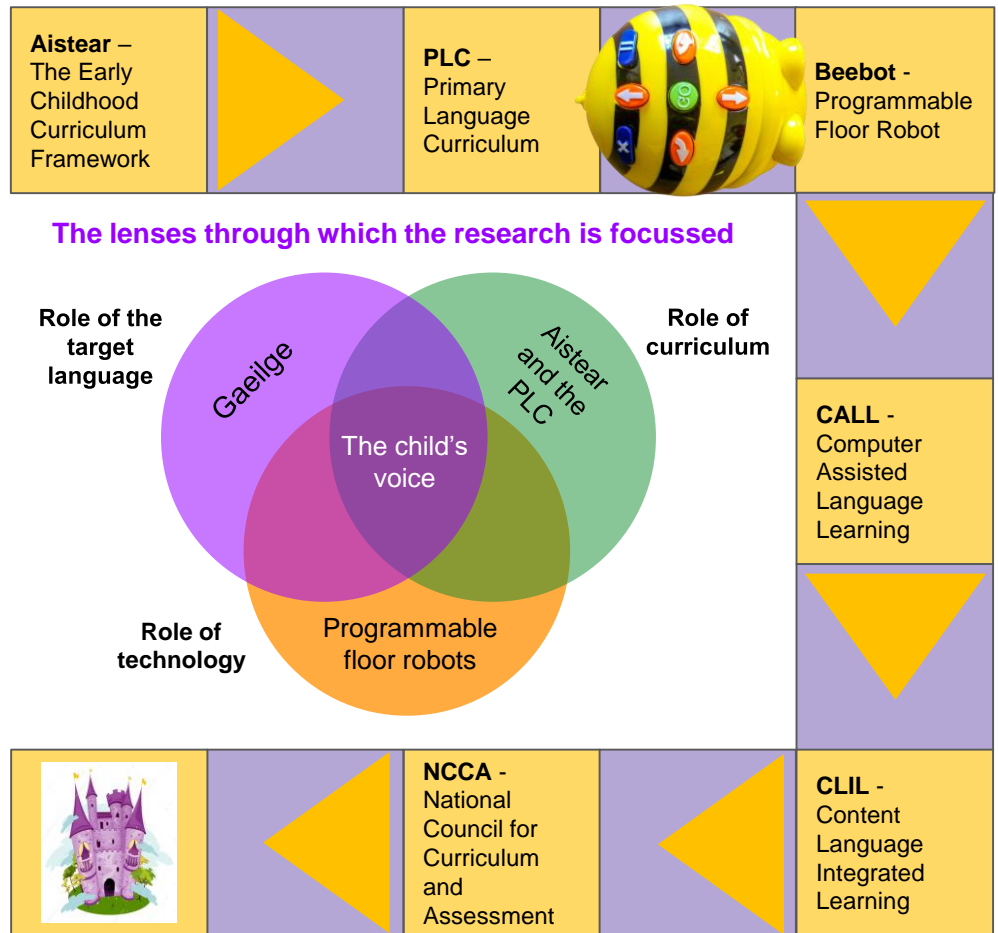 Aistear –
The Early
Childhood
Curriculum
Framework
PLC –
Primary
Language
Curriculum
GO
Beebot -
Programmable
Floor Robot
The lenses through which the research is focussed
Role of the
target
language
Gaeilge
Aistear
and the
PLC
Role of
curriculum
The child's
voice
Role of
technology
Programmable
floor robots
CALL -
Computer
Assisted
Language
Learning
CLIL -
Content
Language
Integrated
Learning
NCCA -
National
Council for
Curriculum
and
Assessment